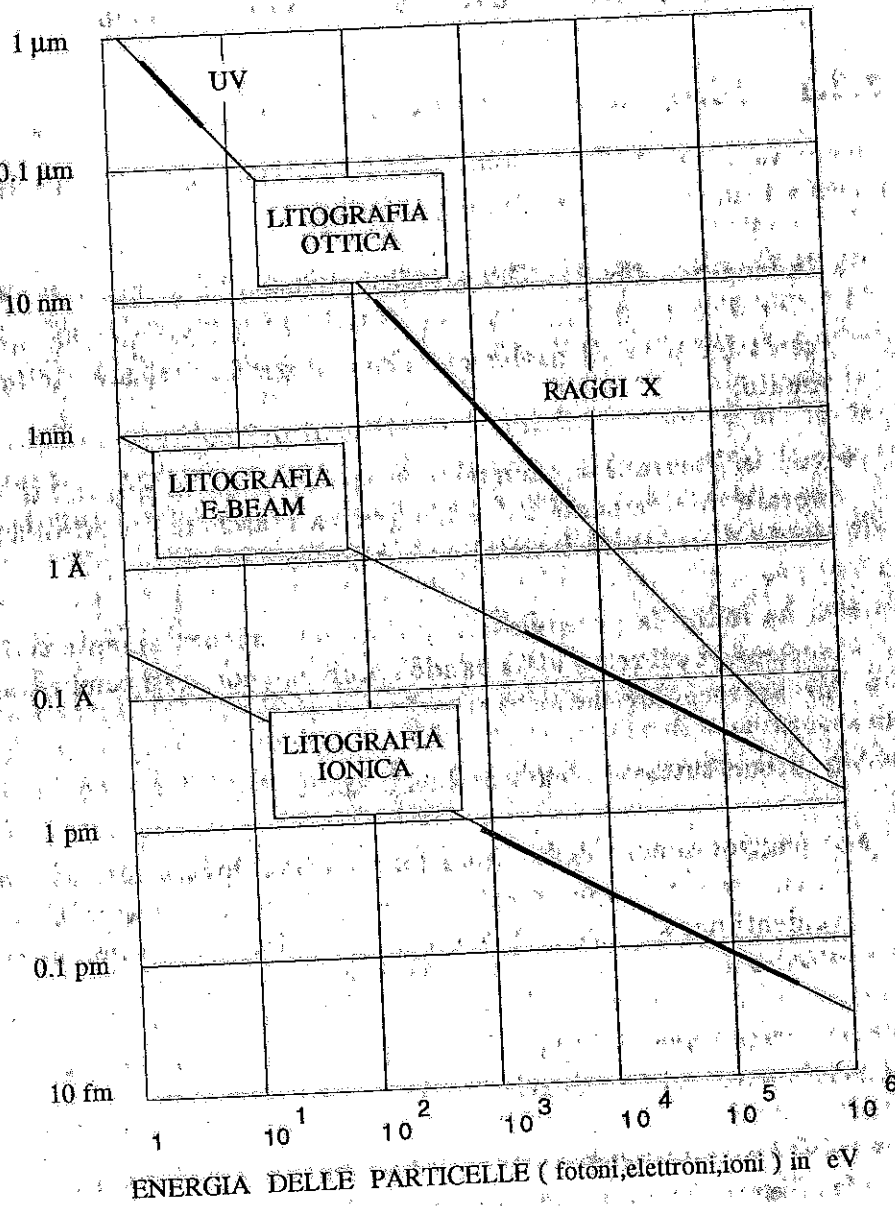 1 µm
UV
0.1 µm
LITOGRAFIA
OTTICA
10 nm
RAGGI X
1nm
LITOGRAFIA
E-BEAM
1 Å
0.1 Å
LITOGRAFIA
IONICA
1 pm
0.1 pm
10 fm
1 10^1 10^2 10^3 10^4 10^5 10^6
ENERGIA DELLE PARTICELLE ( fotoni,elettroni,ioni ) in eV